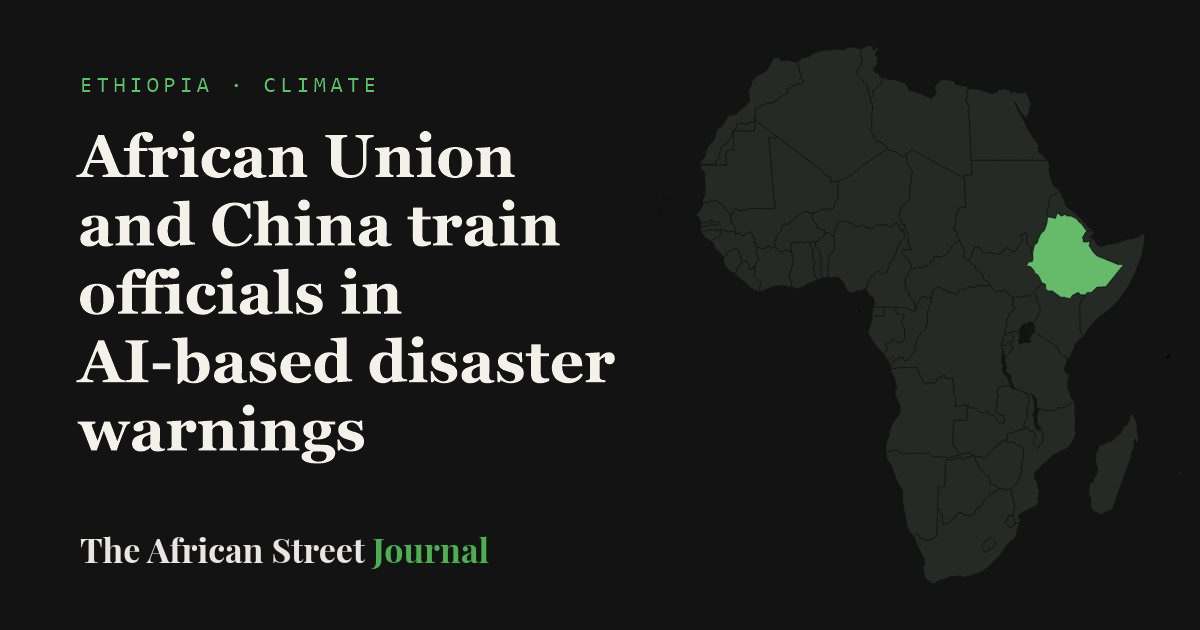 ETHIOPIA · CLIMATE
African Union
and China train
officials in
AI-based disaster
warnings
The African Street Journal